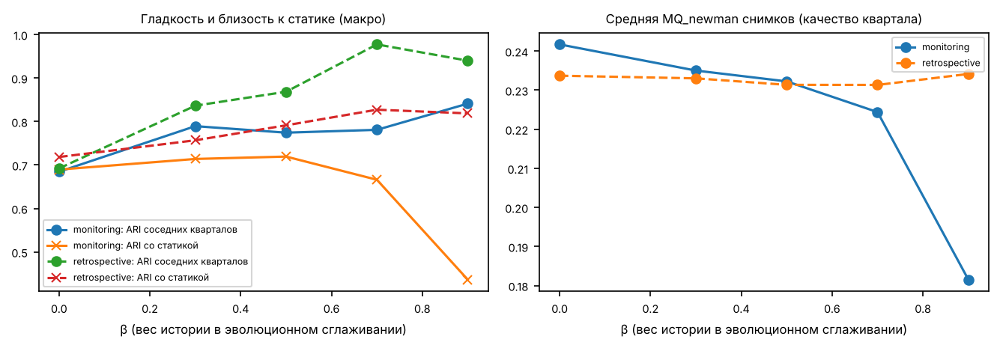 Гладкость и близость к статике (макро)
1.0
0.9
0.8
0.7
0.6
0.5
monitoring: ARI соседних кварталов
monitoring: ARI со статикой
retrospective: ARI соседних кварталов
retrospective: ARI со статикой
0.0 0.2 0.4 0.6 0.8
β (вес истории в эволюционном сглаживании)
Средняя MQ_newman снимков (качество квартала)
monitoring
retrospective
0.24
0.23
0.22
0.21
0.20
0.19
0.18
0.0 0.2 0.4 0.6 0.8
β (вес истории в эволюционном сглаживании)